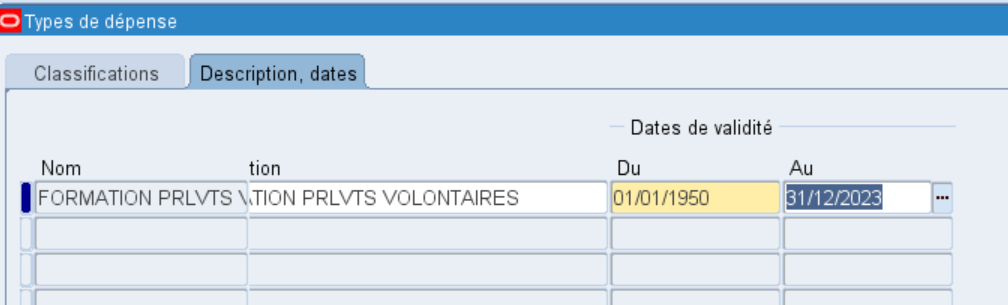 Types de dépense
Classifications Description, dates
Dates de validité
Nom tion Du Au
FORMATION PRLVTS V ATION PRLVTS VOLONTAIRES 01/01/1950 31/12/2023 ...